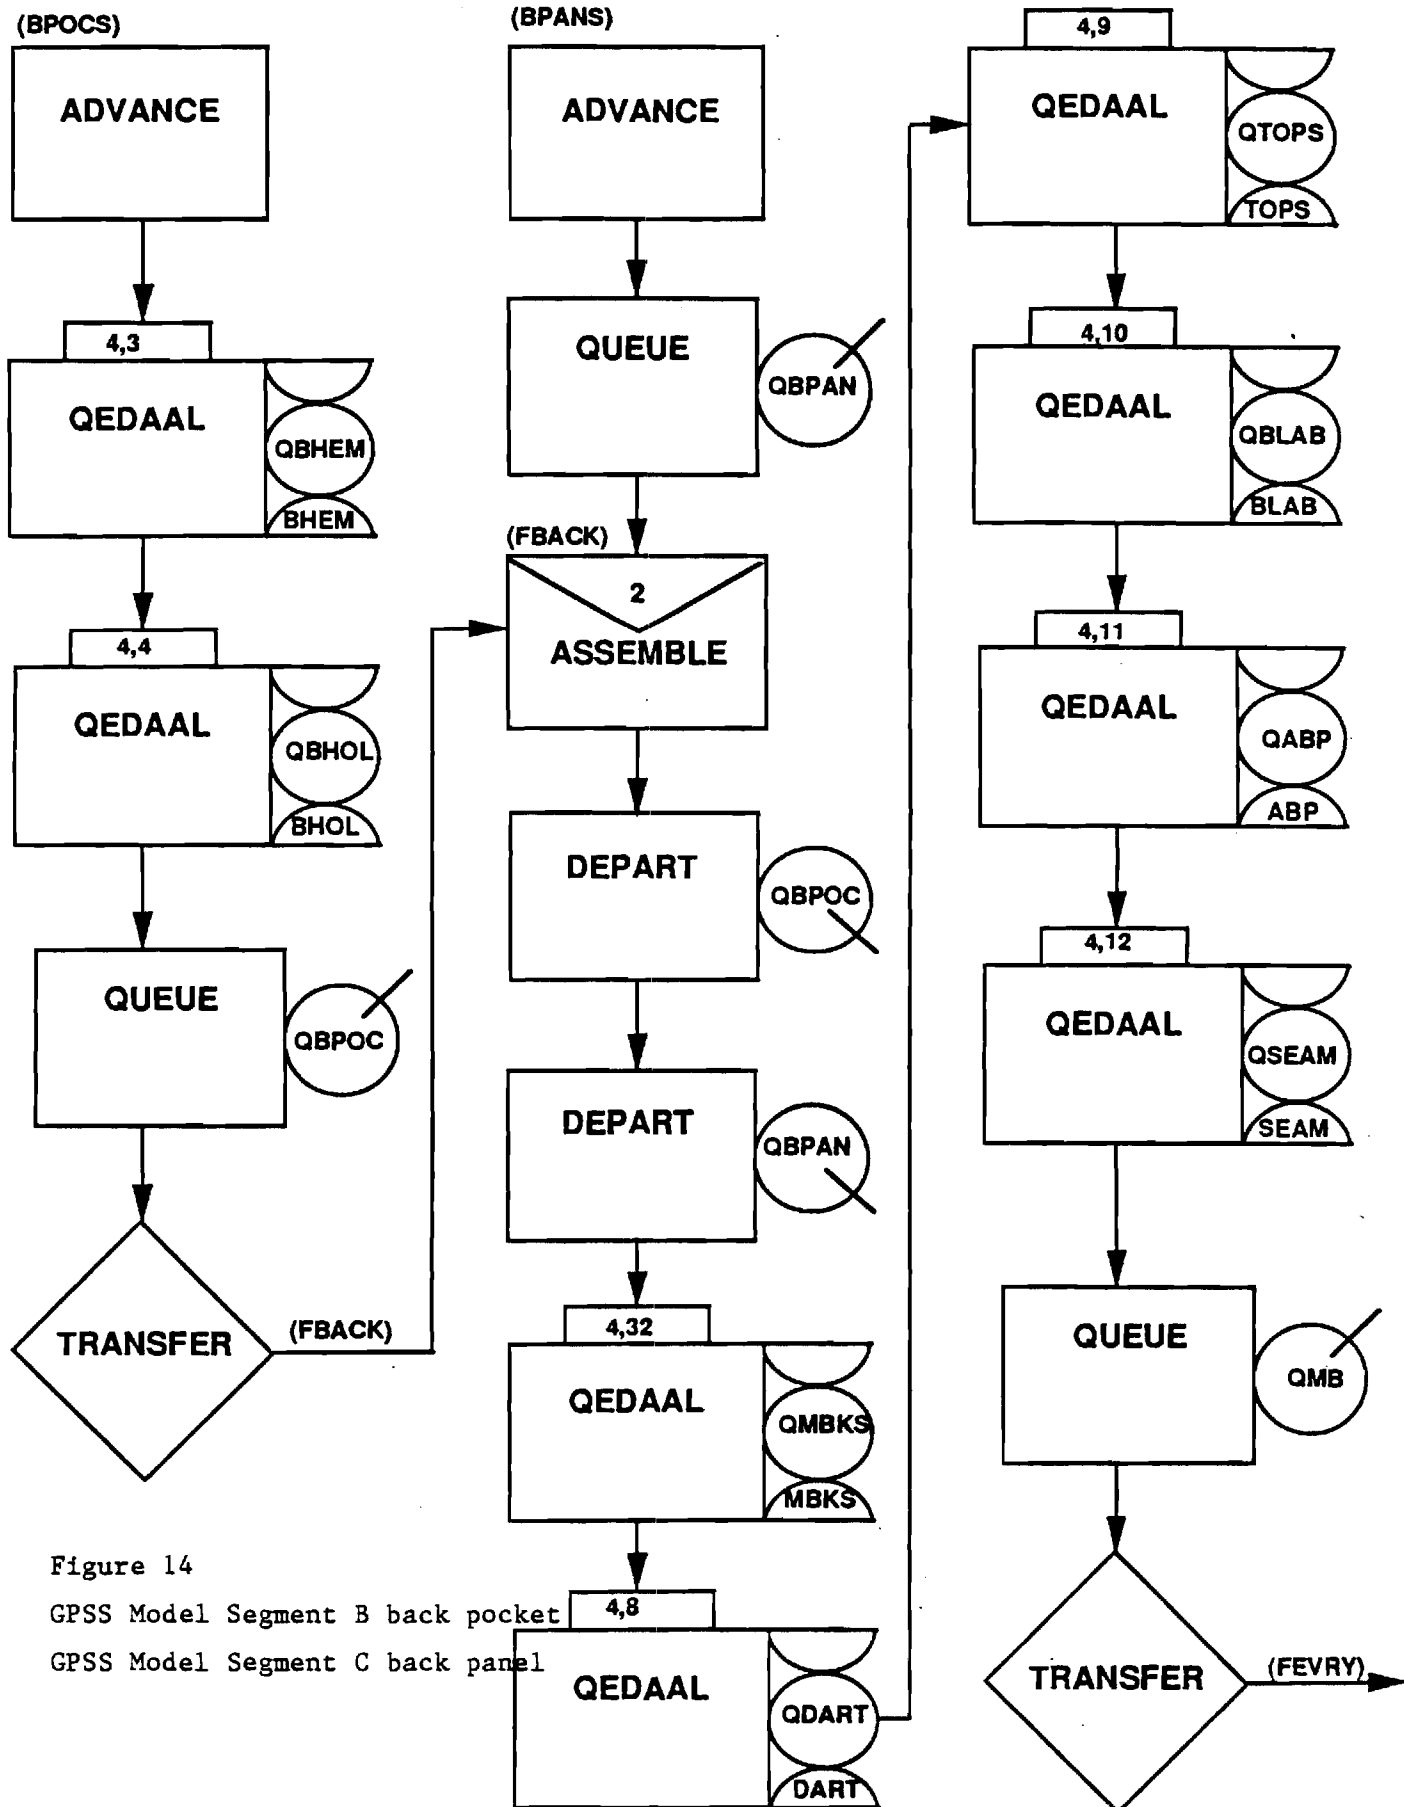 (BPOCS)
ADVANCE
4,3
QEDAAL
QBHEM
BHEM
4,4
QEDAAL
QBHOL
BHOL
QUEUE
QBPOC
TRANSFER
(FBACK)
(BPANS)
ADVANCE
QUEUE
QBPAN
(FBACK)
2
ASSEMBLE
DEPART
QBPOC
DEPART
QBPAN
4,32
QEDAAL
QMBKS
MBKS
4,8
QEDAAL
QDART
DART
4,9
QEDAAL
QTOPS
TOPS
4,10
QEDAAL
QBLAB
BLAB
4,11
QEDAAL
QABP
ABP
4,12
QEDAAL
QSEAM
SEAM
QUEUE
QMB
TRANSFER
(FEVRY)
Figure 14
GPSS Model Segment B back pocket
GPSS Model Segment C back panel